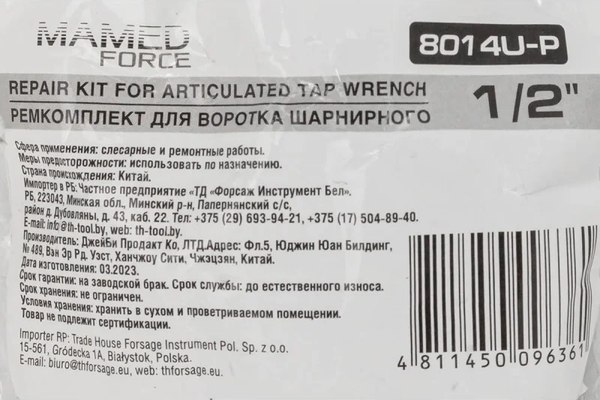 MAMED
FORCE
8014U-P
REPAIR KIT FOR ARTICULATED TAP WRENCH
РЕМКОМПЛЕКТ ДЛЯ ВОРОТКА ШАРНИРНОГО
1/2"
Сфера применения: слесарные и ремонтные работы.
Меры предосторожности: использовать по назначению.
Страна происхождения: Китай.
Импортер в РБ: Частное предприятие «ТД «Форсаж Инструмент Бел».
РБ, 223043, Минская обл., Минский р-н, Папернянский с/с,
район д. Дубовляны, д. 43, каб. 22. Тел: +375 (29) 693-94-21, +375 (17) 504-89-40.
E-mail: info@th-tool.by, web: th-tool.by
Производитель: ДжейБи Продакт Ко, ЛТД.Адрес: Фл.5, Юджин Юан Билдинг,
№ 489, Вэн Эр Рд. Уэст, Ханчжоу Сити, Чжэцзян, Китай.
Дата изготовления: 03.2023.
Срок гарантии: на заводской брак. Срок службы: до естественного износа.
Срок хранения: не ограничен.
Условия хранения: хранить в сухом и проветриваемом помещении.
Товар не подлежит сертификации.
Importer RP: Trade House Forsage Instrument Pol. Sp. z o.o.
15-561, Gródecka 1A, Białystok, Polska.
E-mail: biuro@thforsage.eu, web: thforsage.eu
4 811450 096361